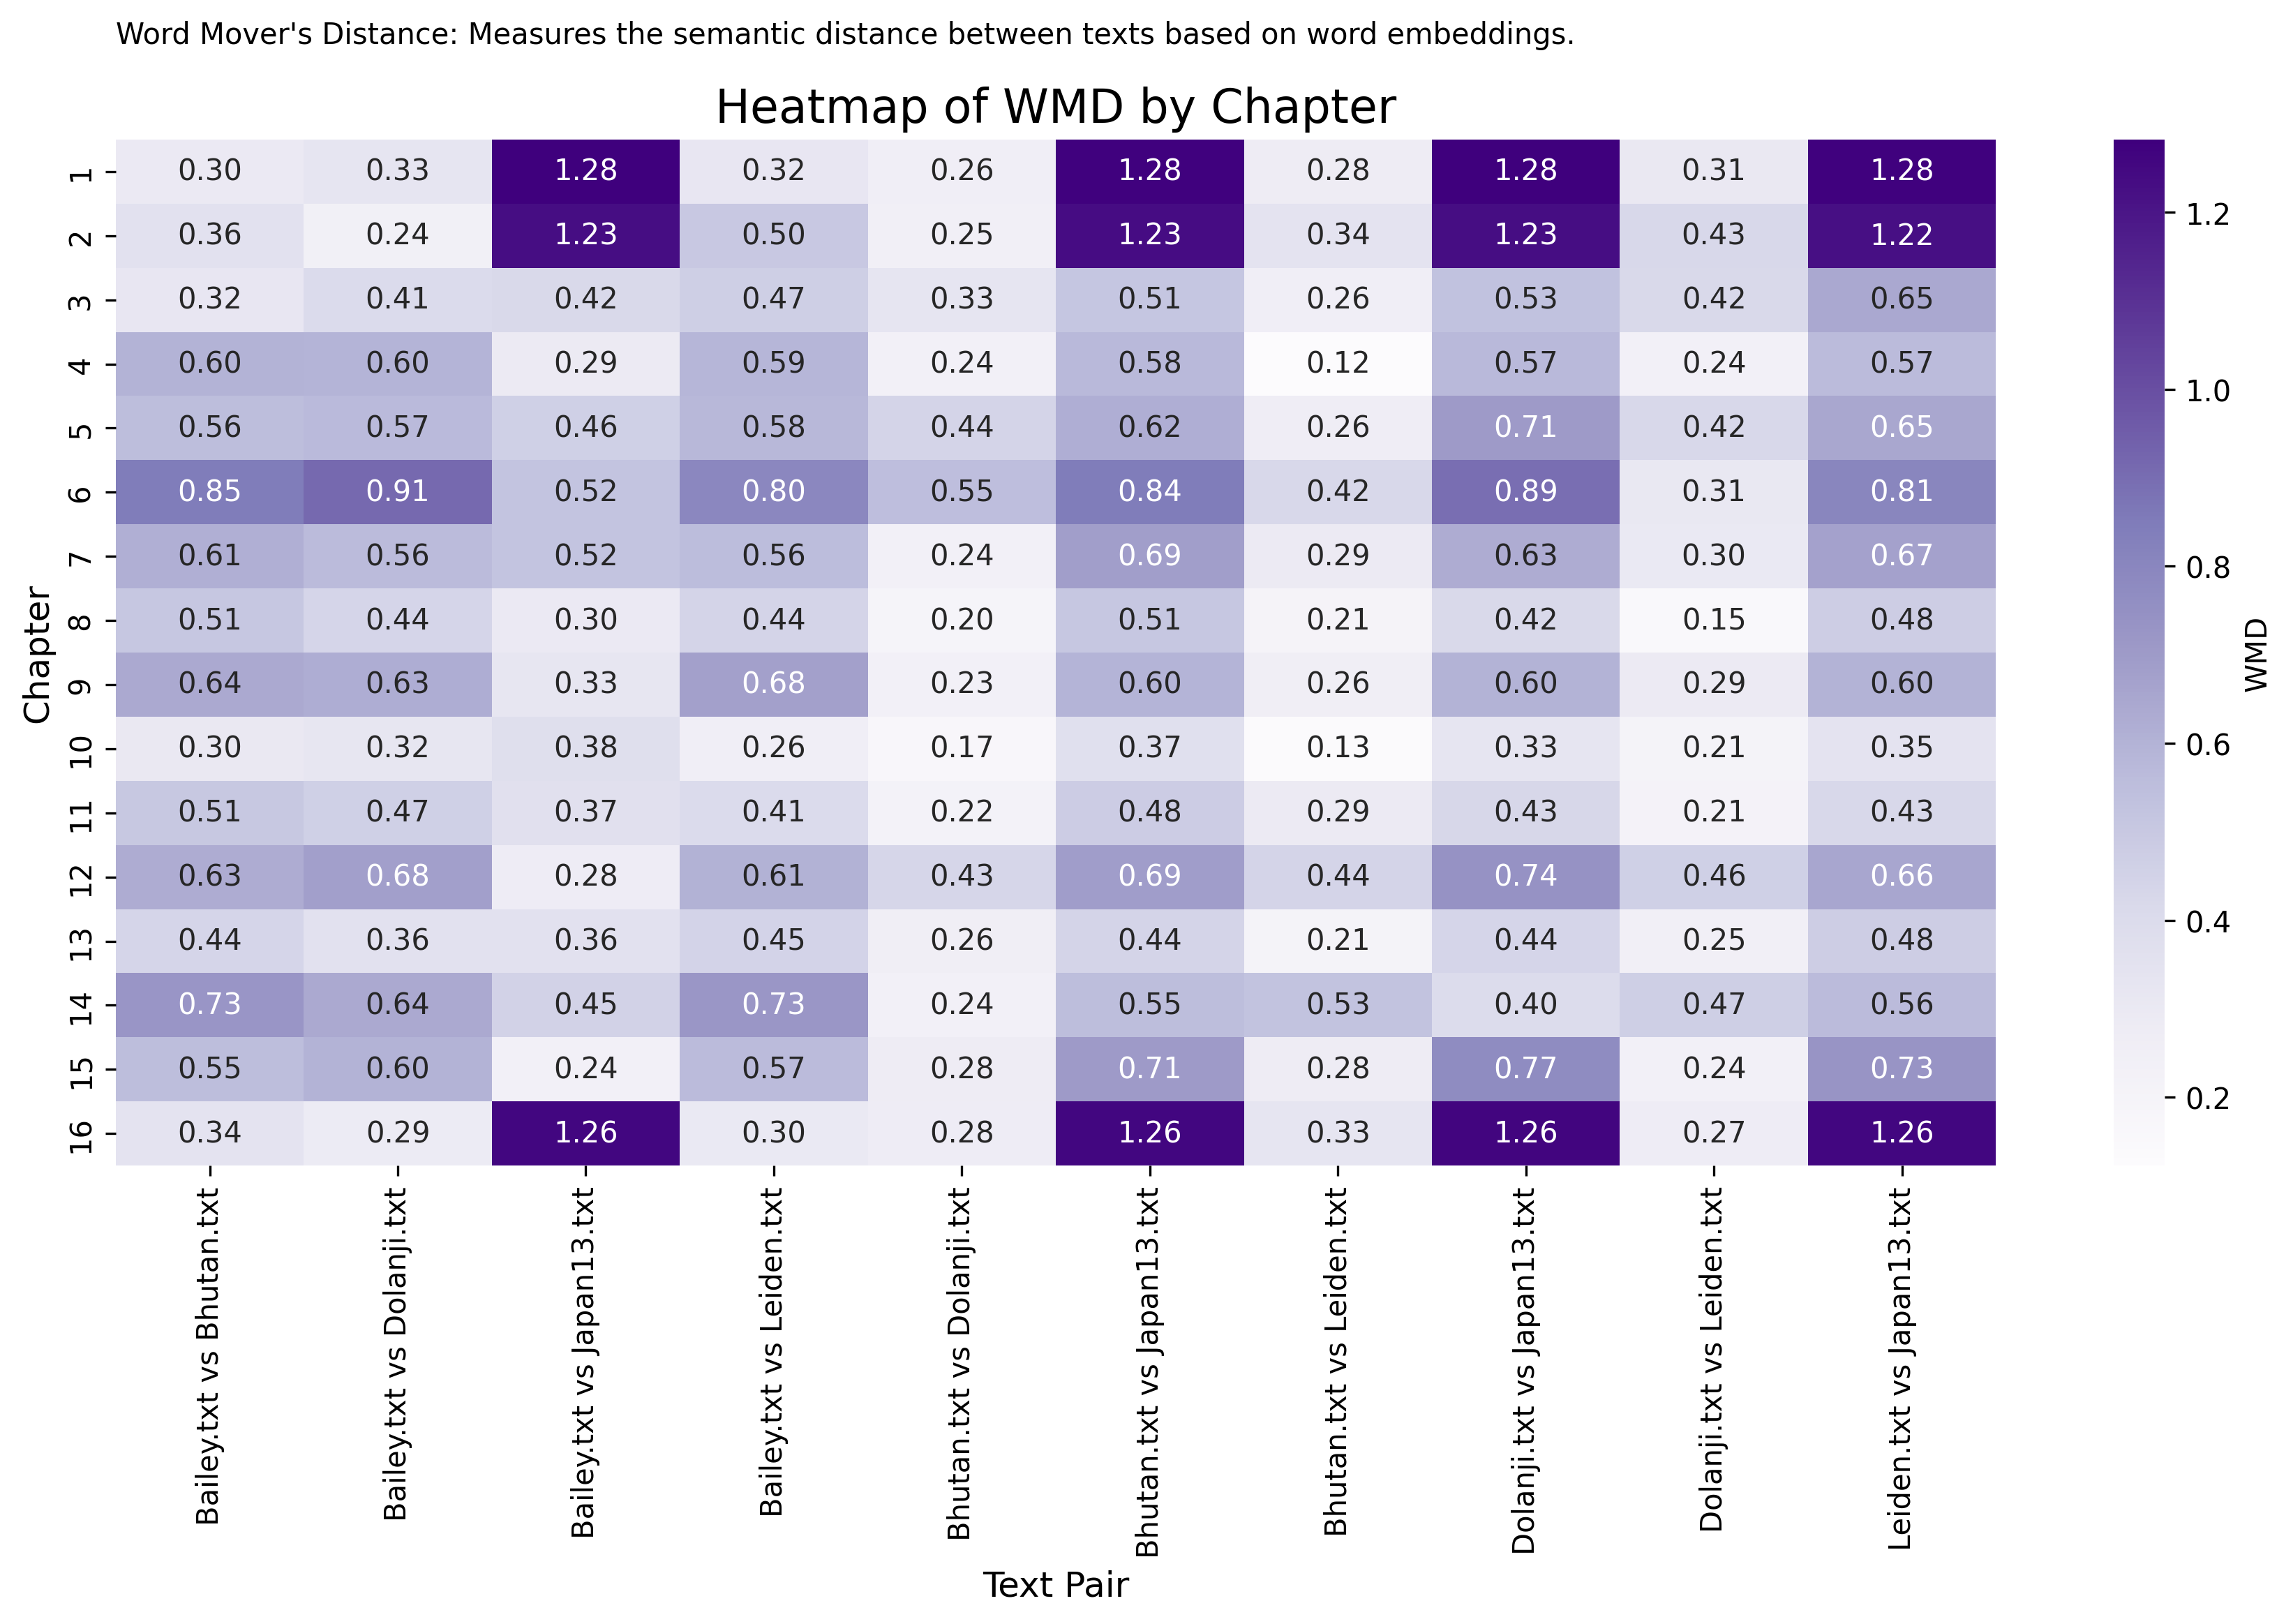 Word Mover's Distance: Measures the semantic distance between texts based on word embeddings.
Heatmap of WMD by Chapter
1 0.30 0.33 1.28 0.32 0.26 1.28 0.28 1.28 0.31 1.28
2 0.36 0.24 1.23 0.50 0.25 1.23 0.34 1.23 0.43 1.22
3 0.32 0.41 0.42 0.47 0.33 0.51 0.26 0.53 0.42 0.65
4 0.60 0.60 0.29 0.59 0.24 0.58 0.12 0.57 0.24 0.57
5 0.56 0.57 0.46 0.58 0.44 0.62 0.26 0.71 0.42 0.65
6 0.85 0.91 0.52 0.80 0.55 0.84 0.42 0.89 0.31 0.81
7 0.61 0.56 0.52 0.56 0.24 0.69 0.29 0.63 0.30 0.67
8 0.51 0.44 0.30 0.44 0.20 0.51 0.21 0.42 0.15 0.48
9 0.64 0.63 0.33 0.68 0.23 0.60 0.26 0.60 0.29 0.60
10 0.30 0.32 0.38 0.26 0.17 0.37 0.13 0.33 0.21 0.35
11 0.51 0.47 0.37 0.41 0.22 0.48 0.29 0.43 0.21 0.43
12 0.63 0.68 0.28 0.61 0.43 0.69 0.44 0.74 0.46 0.66
13 0.44 0.36 0.36 0.45 0.26 0.44 0.21 0.44 0.25 0.48
14 0.73 0.64 0.45 0.73 0.24 0.55 0.53 0.40 0.47 0.56
15 0.55 0.60 0.24 0.57 0.28 0.71 0.28 0.77 0.24 0.73
16 0.34 0.29 1.26 0.30 0.28 1.26 0.33 1.26 0.27 1.26
Chapter
Bailey.txt vs Bhutan.txt
Bailey.txt vs Dolanji.txt
Bailey.txt vs Japan13.txt
Bailey.txt vs Leiden.txt
Bhutan.txt vs Dolanji.txt
Bhutan.txt vs Japan13.txt
Bhutan.txt vs Leiden.txt
Dolanji.txt vs Japan13.txt
Dolanji.txt vs Leiden.txt
Leiden.txt vs Japan13.txt
Text Pair
1.2
1.0
0.8
0.6
0.4
0.2
WMD